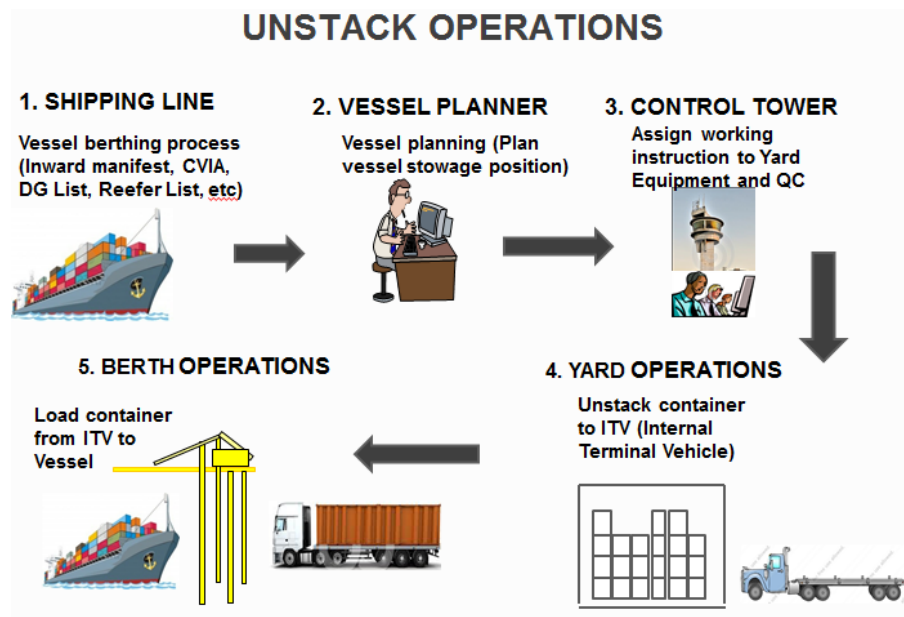 UNSTACK OPERATIONS
1. SHIPPING LINE
Vessel berthing process
(Inward manifest, CVIA,
DG List, Reefer List, etc)
2. VESSEL PLANNER
Vessel planning (Plan
vessel stowage position)
3. CONTROL TOWER
Assign working
instruction to Yard
Equipment and QC
4. YARD OPERATIONS
Unstack container
to ITV (Internal
Terminal Vehicle)
5. BERTH OPERATIONS
Load container
from ITV to
Vessel